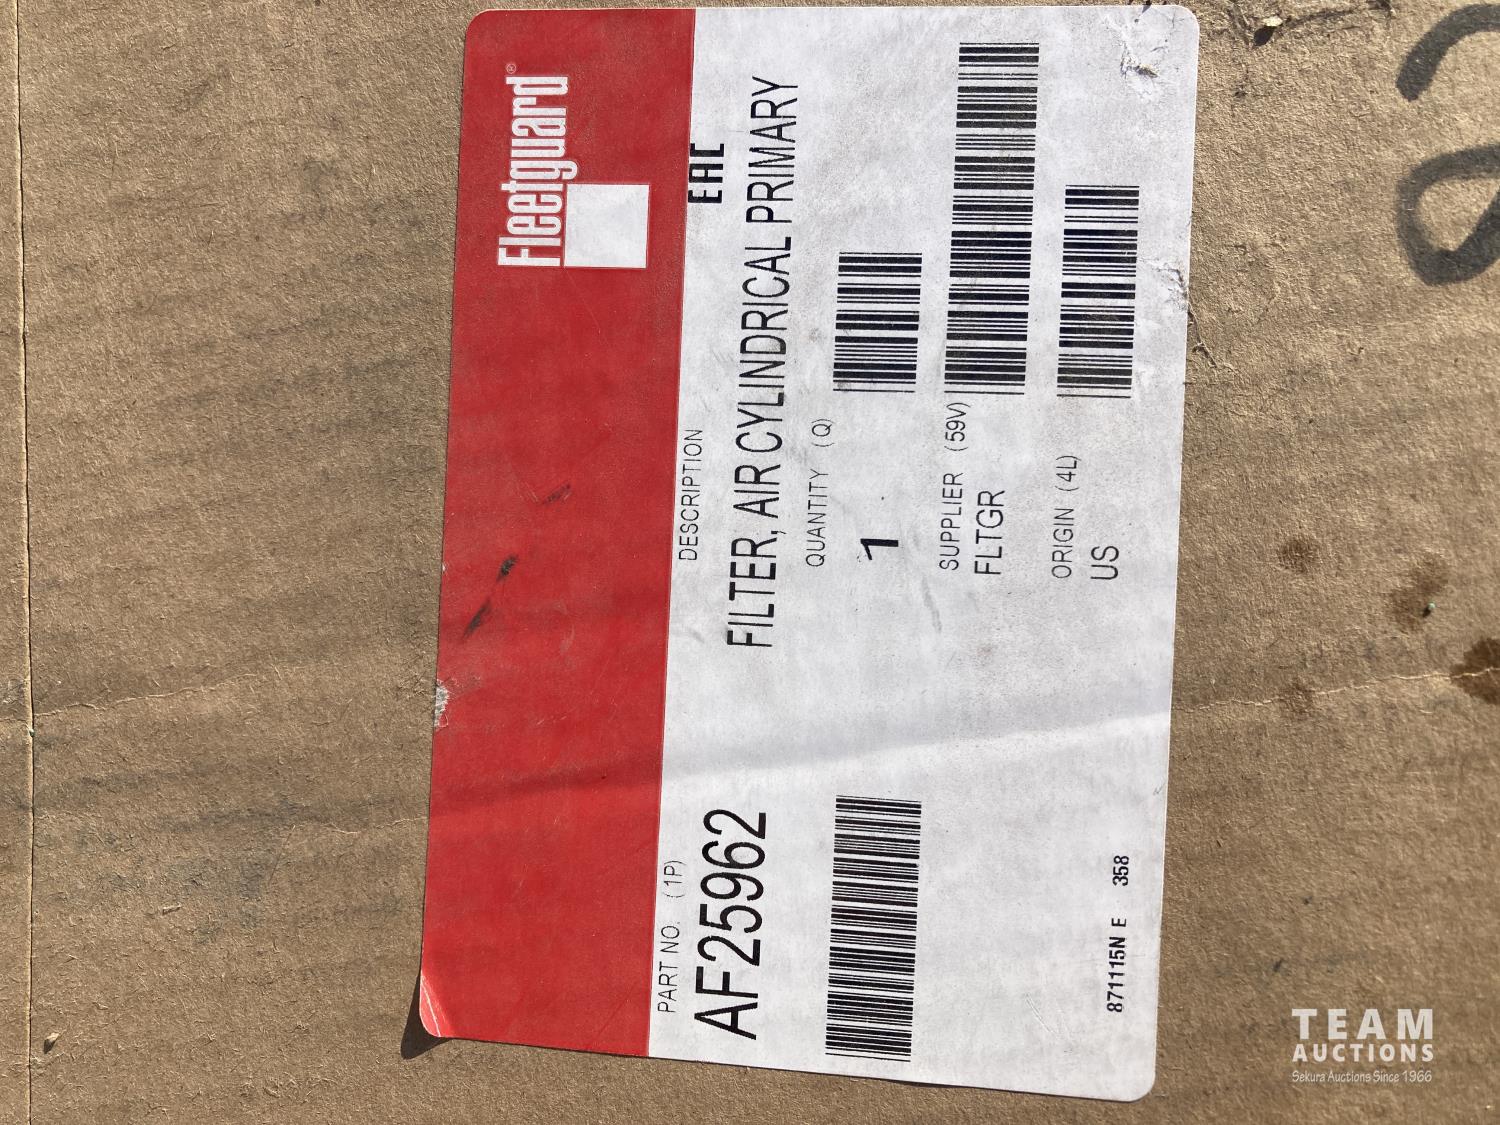 Fleetguard®
EAC
PART NO. (1P)
AF25962
DESCRIPTION
FILTER, AIR CYLINDRICAL PRIMARY
QUANTITY (Q)
1
SUPPLIER (59V)
FLTGR
ORIGIN (4L)
US
871115N E 358
TEAM
AUCTIONS
Sekura Auctions Since 1966